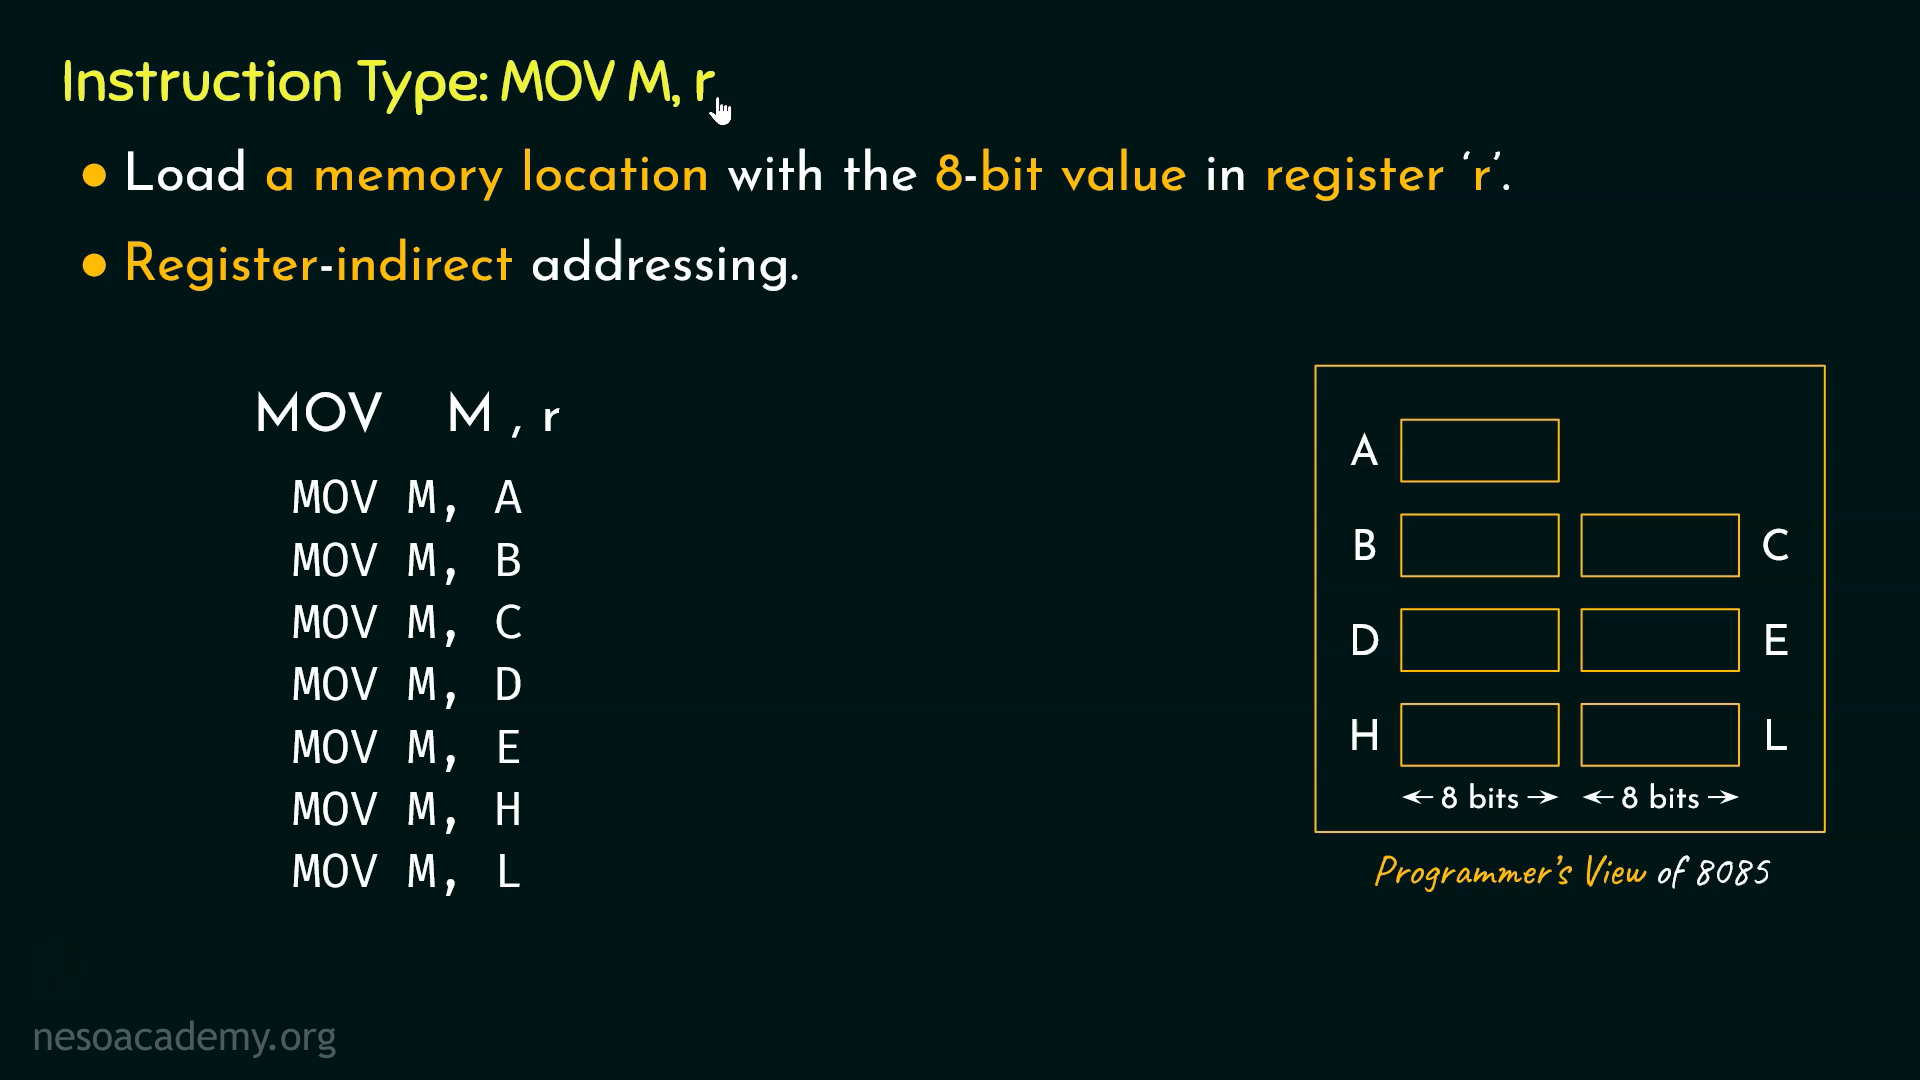 Instruction Type: MOV M, r
● Load a memory location with the 8-bit value in register ‘r’.
● Register-indirect addressing.
MOV M , r
MOV M, A
MOV M, B
MOV M, C
MOV M, D
MOV M, E
MOV M, H
MOV M, L
A
B C
D E
H L
8 bits 8 bits
Programmer's View of 8085
nesoacademy.org